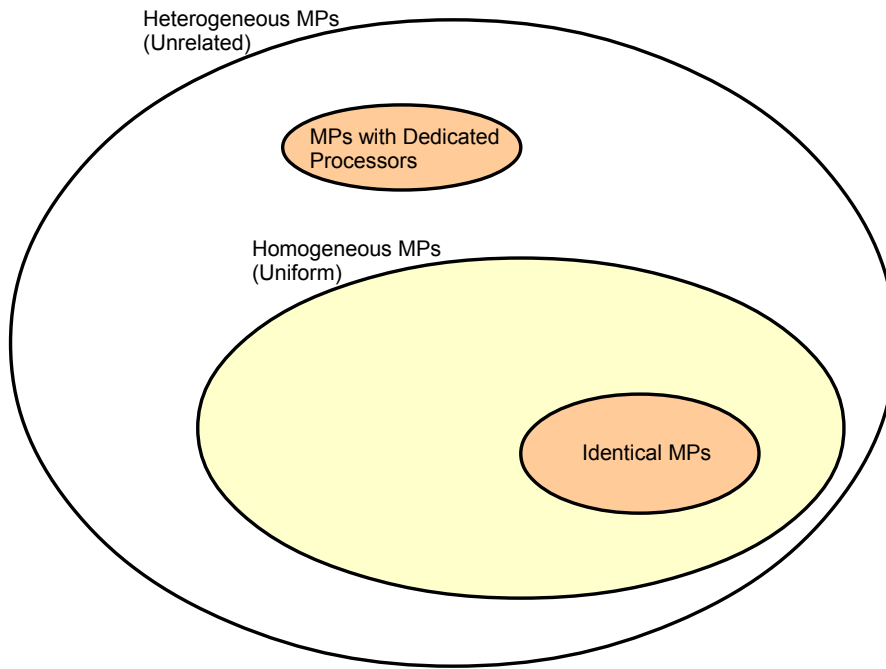 Heterogeneous MPs
(Unrelated)
MPs with Dedicated
Processors
Homogeneous MPs
(Uniform)
Identical MPs